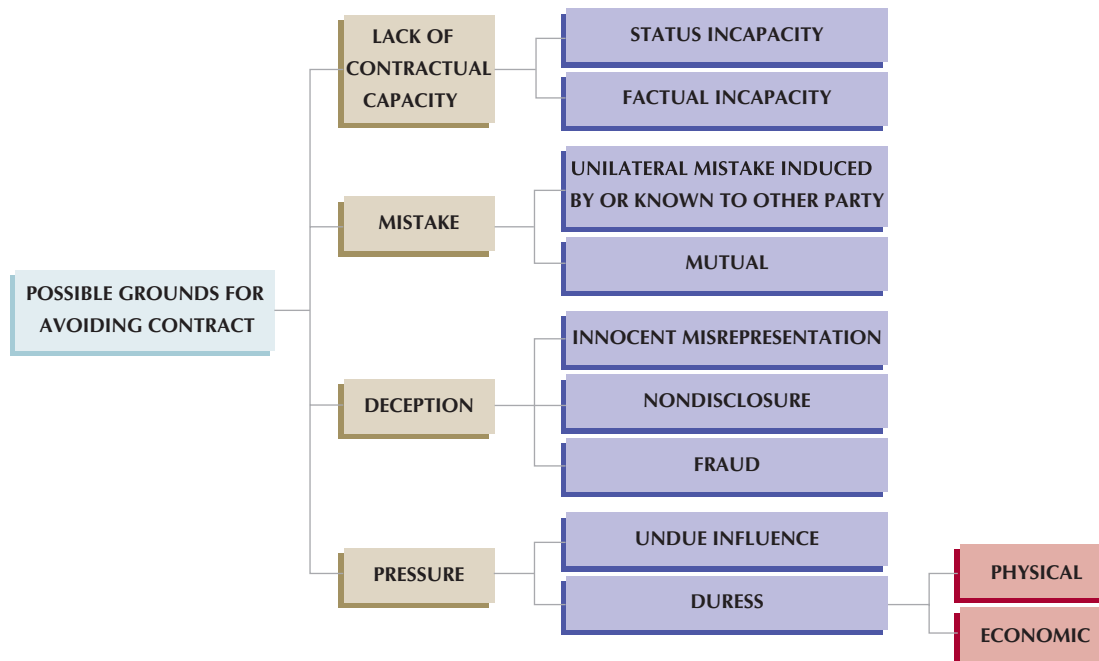 POSSIBLE GROUNDS FOR
AVOIDING CONTRACT
LACK OF
CONTRACTUAL
CAPACITY
STATUS INCAPACITY
FACTUAL INCAPACITY
MISTAKE
UNILATERAL MISTAKE INDUCED
BY OR KNOWN TO OTHER PARTY
MUTUAL
DECEPTION
INNOCENT MISREPRESENTATION
NONDISCLOSURE
FRAUD
PRESSURE
UNDUE INFLUENCE
DURESS
PHYSICAL
ECONOMIC